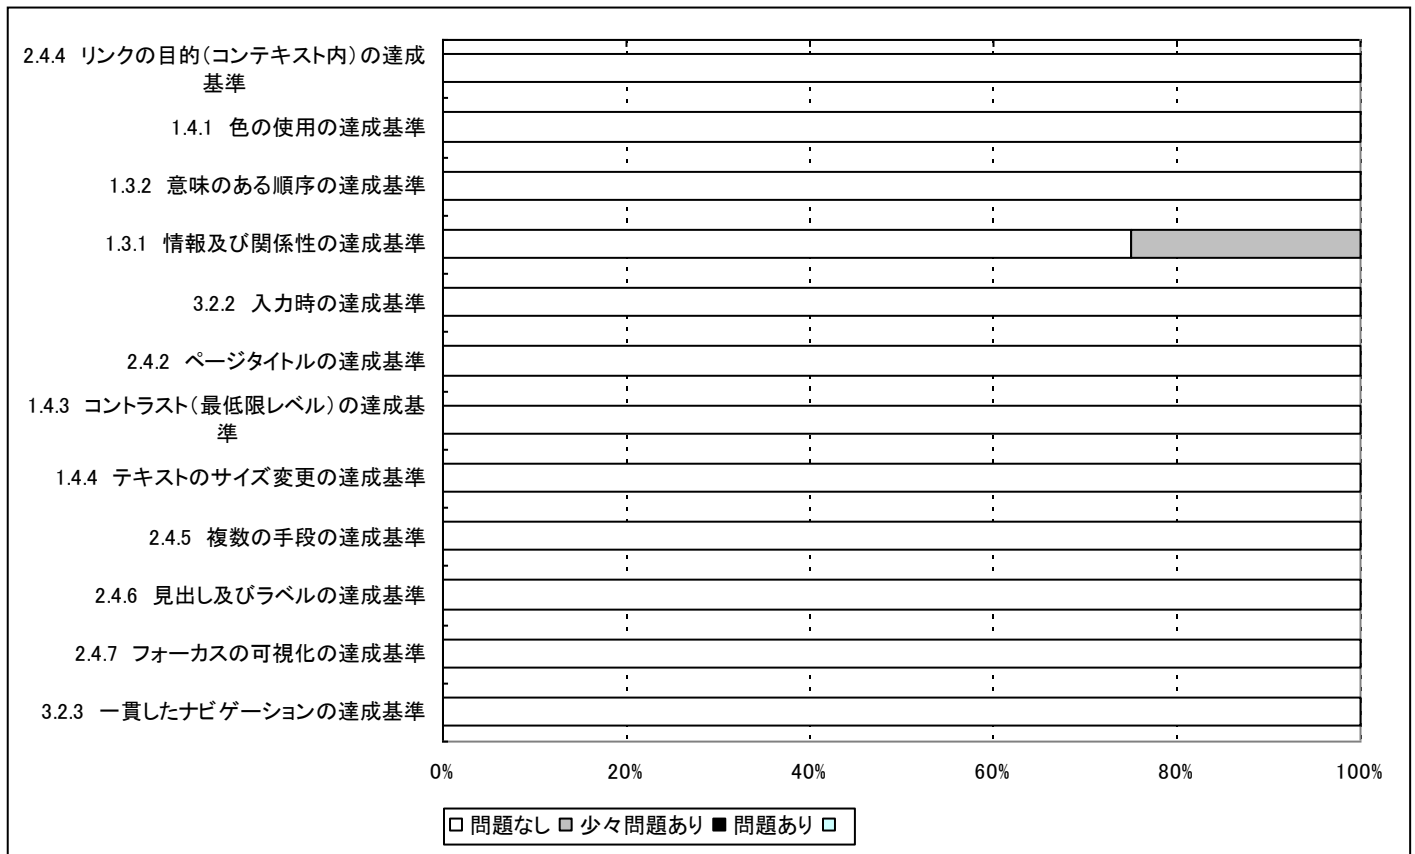 2.4.4 リンクの目的(コンテキスト内)の達成
基準
1.4.1 色の使用の達成基準
1.3.2 意味のある順序の達成基準
1.3.1 情報及び関係性の達成基準
3.2.2 入力時の達成基準
2.4.2 ページタイトルの達成基準
1.4.3 コントラスト(最低限レベル)の達成基
準
1.4.4 テキストのサイズ変更の達成基準
2.4.5 複数の手段の達成基準
2.4.6 見出し及びラベルの達成基準
2.4.7 フォーカスの可視化の達成基準
3.2.3 一貫したナビゲーションの達成基準
0% 20% 40% 60% 80% 100%
問題なし 少々問題あり 問題あり